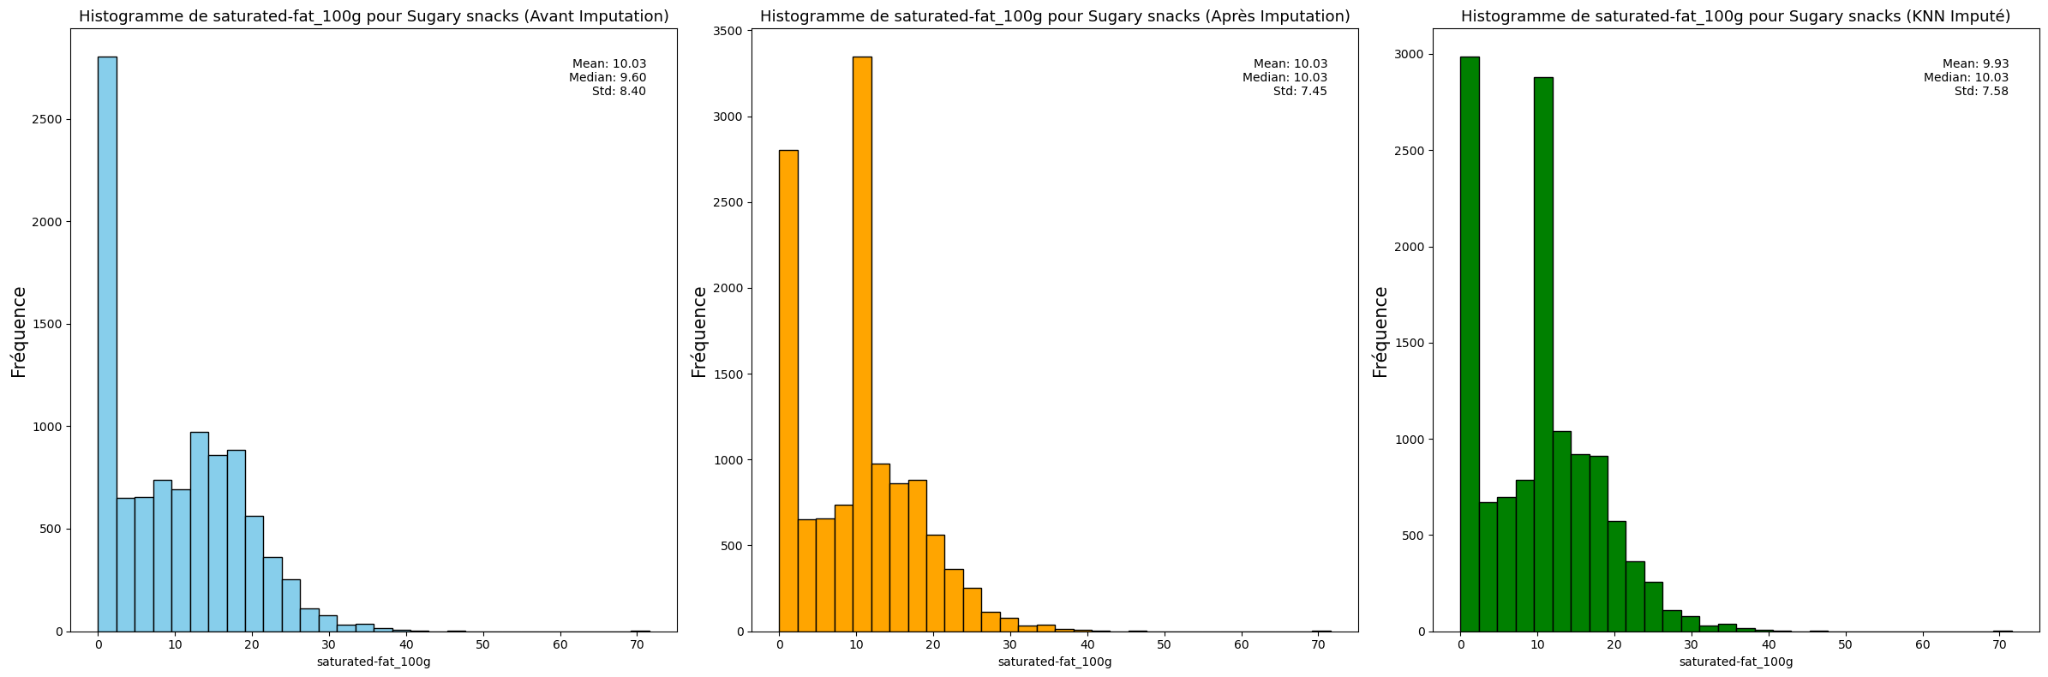 Histogramme de saturated-fat_100g pour Sugary snacks (Avant Imputation)
Mean: 10.03
Median: 9.60
Std: 8.40
Fréquence
2500
2000
1500
1000
500
0
0 10 20 30 40 50 60 70
saturated-fat_100g
Histogramme de saturated-fat_100g pour Sugary snacks (Après Imputation)
Mean: 10.03
Median: 10.03
Std: 7.45
Fréquence
3500
3000
2500
2000
1500
1000
500
0
0 10 20 30 40 50 60 70
saturated-fat_100g
Histogramme de saturated-fat_100g pour Sugary snacks (KNN Imputé)
Mean: 9.93
Median: 10.03
Std: 7.58
Fréquence
3000
2500
2000
1500
1000
500
0
0 10 20 30 40 50 60 70
saturated-fat_100g